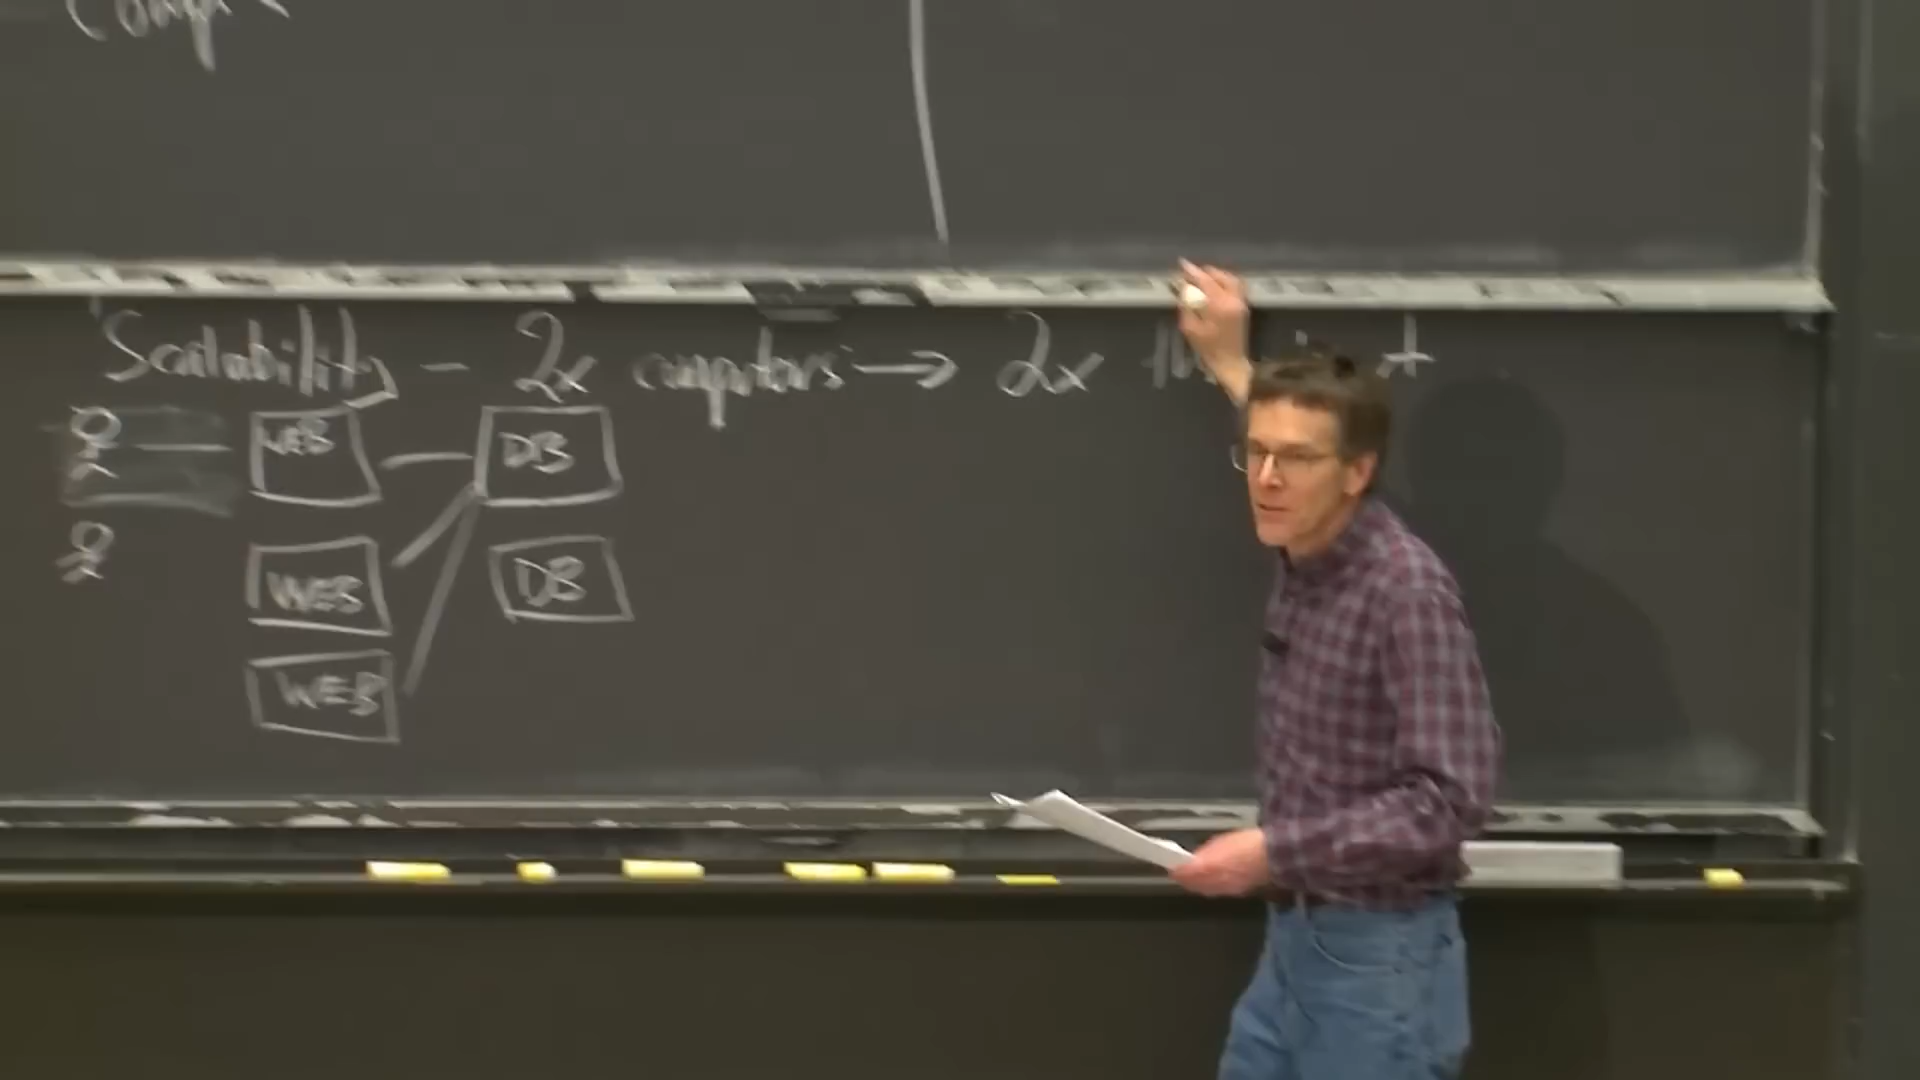 Scalability - 2x computers → 2x
WEB DB
WEB DB
WEB